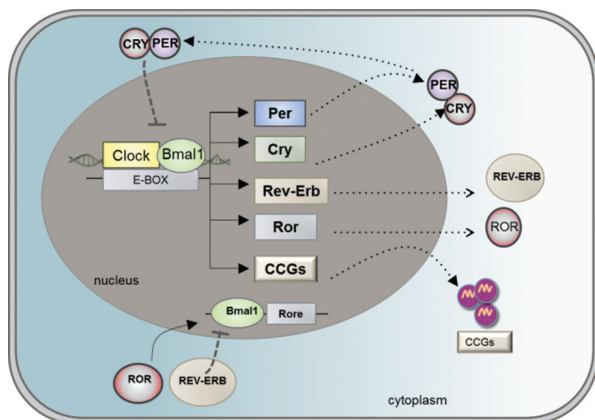 CRY PER
PER
CRY
Per
Cry
Clock Bmal1
E-BOX
Rev-Erb
REV-ERB
Ror
ROR
CCGs
nucleus
Bmal1 Rore
CCGs
ROR
REV-ERB
cytoplasm